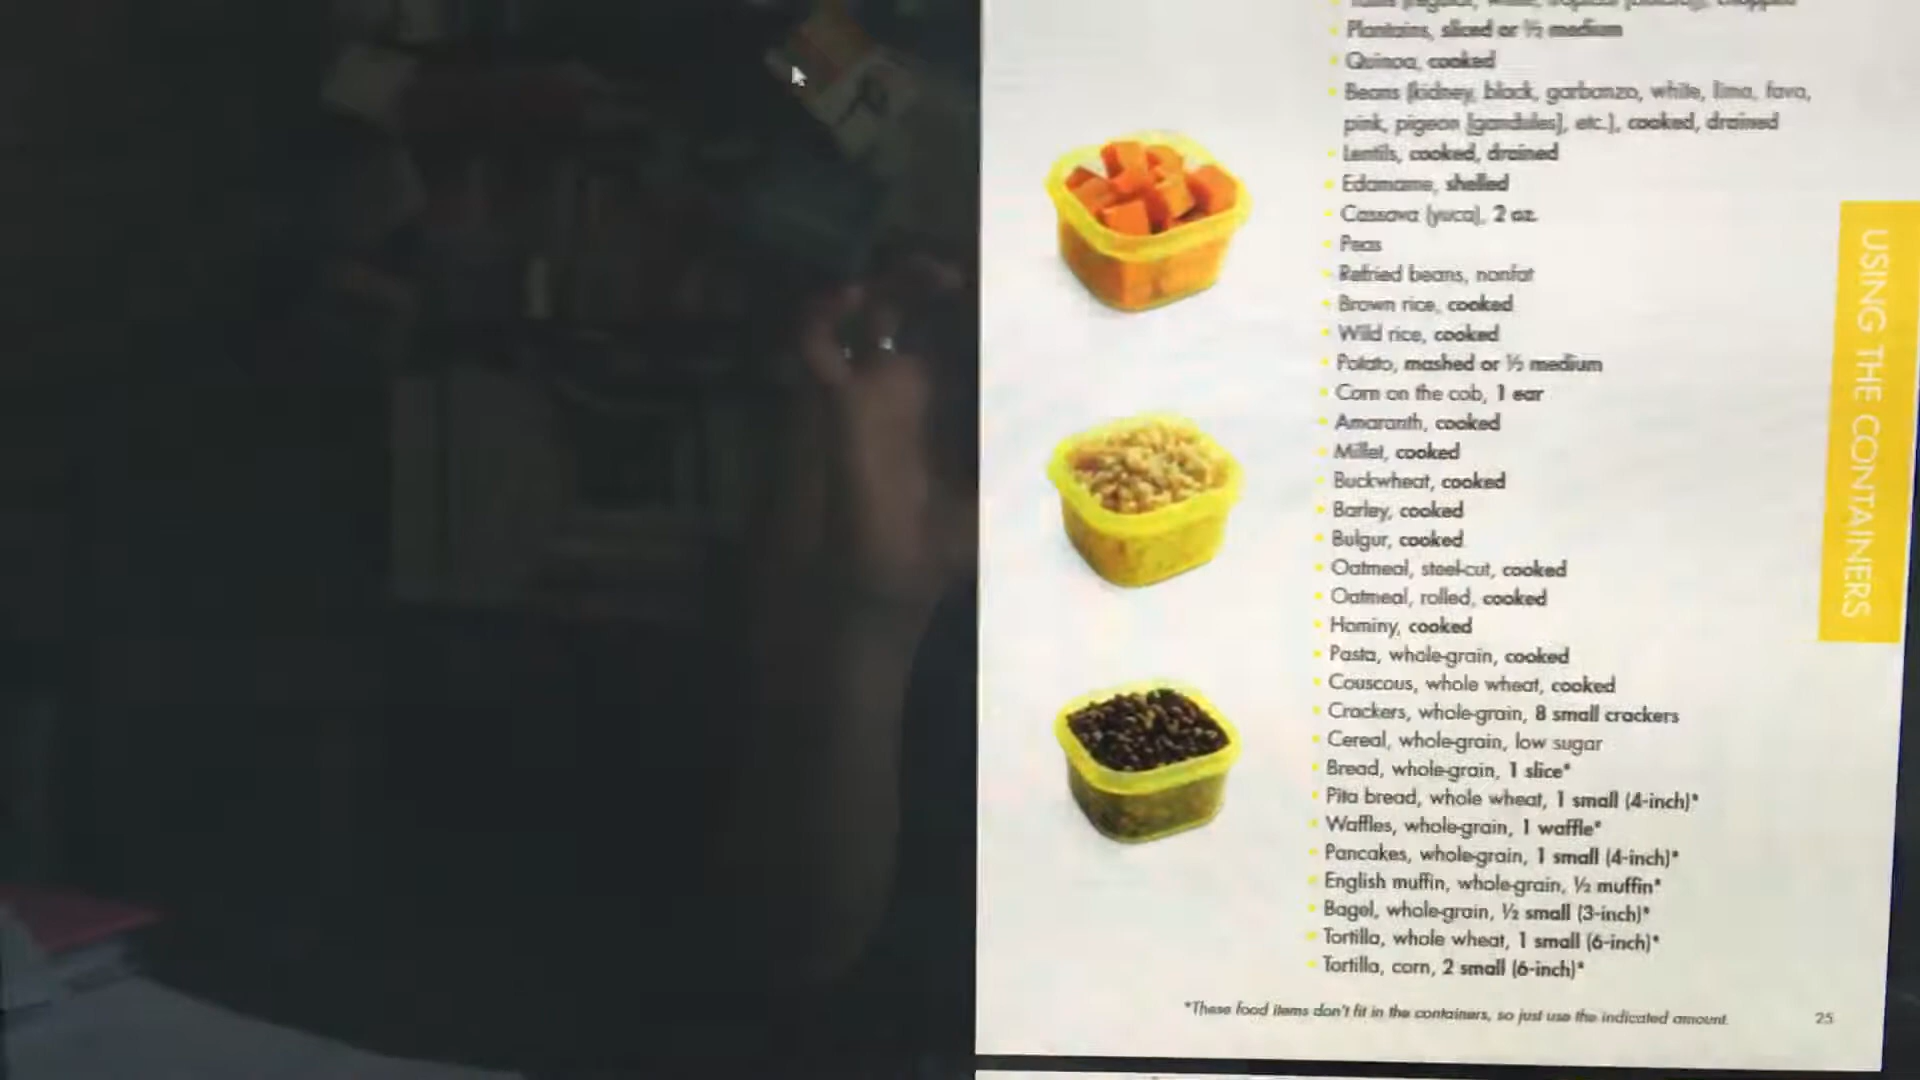 Plantains, sliced or ½ medium
Quinoa, cooked
Beans (kidney, black, garbanzo, white, lima, fava,
pink, pigeon [gandules], etc.), cooked, drained
Lentils, cooked, drained
Edamame, shelled
Cassava (yuca), 2 oz.
Peas
Refried beans, nonfat
Brown rice, cooked
Wild rice, cooked
Potato, mashed or ½ medium
Corn on the cob, 1 ear
Amaranth, cooked
Millet, cooked
Buckwheat, cooked
Barley, cooked
Bulgur, cooked
Oatmeal, steel-cut, cooked
Oatmeal, rolled, cooked
Hominy, cooked
Pasta, whole-grain, cooked
Couscous, whole wheat, cooked
Crackers, whole-grain, 8 small crackers
Cereal, whole-grain, low sugar
Bread, whole-grain, 1 slice*
Pita bread, whole wheat, 1 small (4-inch)*
Waffles, whole-grain, 1 waffle*
Pancakes, whole-grain, 1 small (4-inch)*
English muffin, whole-grain, ½ muffin*
Bagel, whole-grain, ½ small (3-inch)*
Tortilla, whole wheat, 1 small (6-inch)*
Tortilla, corn, 2 small (6-inch)*
*These food items don't fit in the containers, so just use the indicated amount.
25
USING THE CONTAINERS